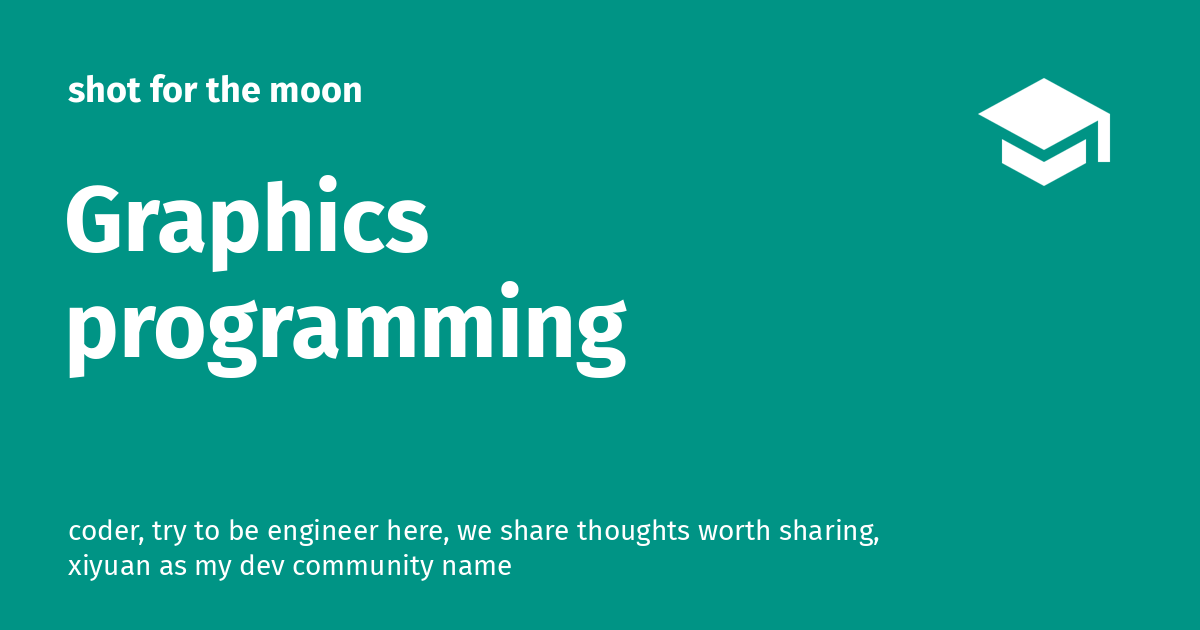 shot for the moon
Graphics
programming
coder, try to be engineer here, we share thoughts worth sharing,
xiyuan as my dev community name